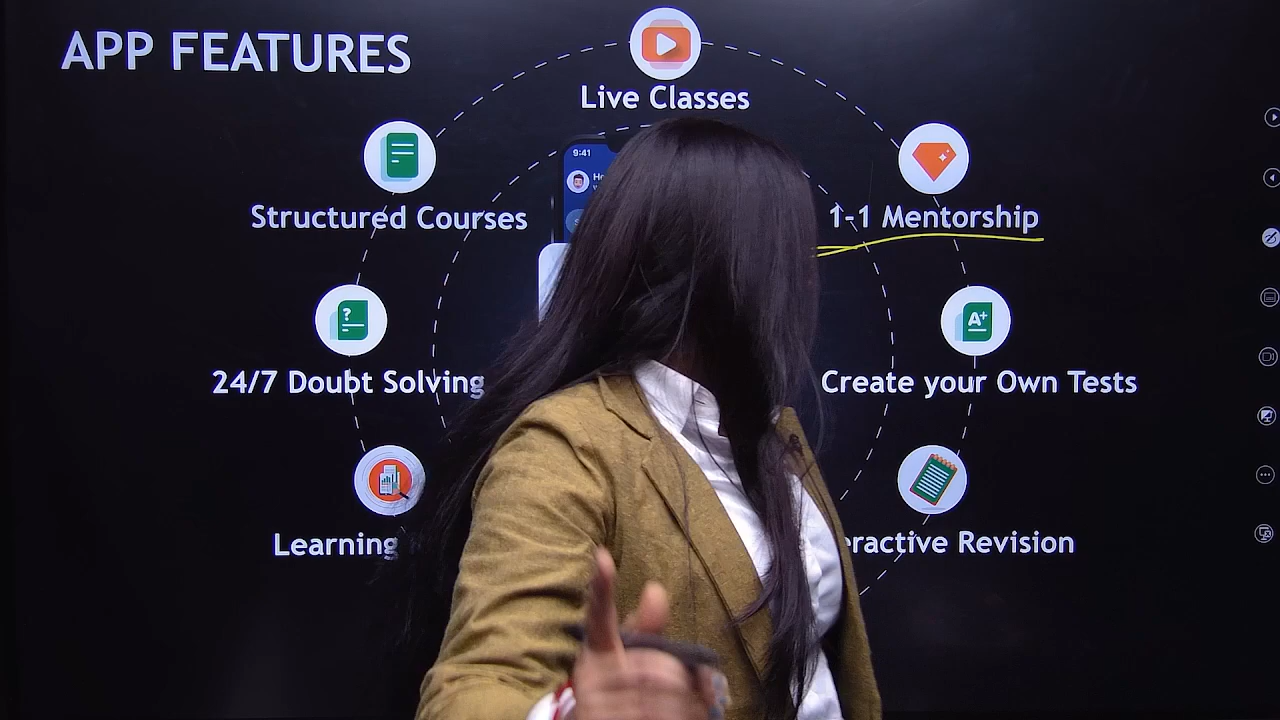 APP FEATURES
Live Classes
9:41
Structured Courses
1-1 Mentorship
?
A+
24/7 Doubt Solving
Create your Own Tests
Learning
Revision